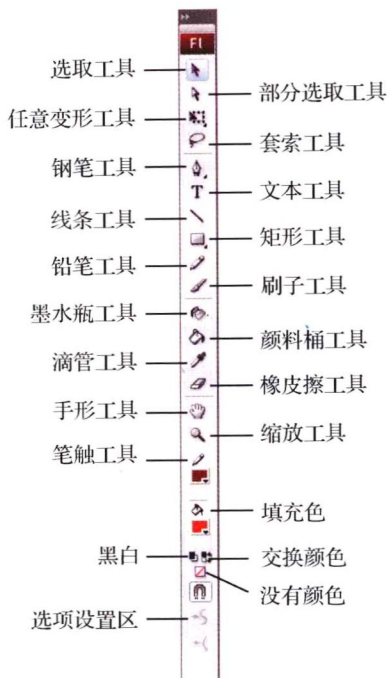 Fl
选取工具
部分选取工具
任意变形工具
套索工具
钢笔工具
T
文本工具
线条工具
矩形工具
铅笔工具
刷子工具
墨水瓶工具
颜料桶工具
滴管工具
橡皮擦工具
手形工具
缩放工具
笔触工具
填充色
黑白
交换颜色
没有颜色
选项设置区